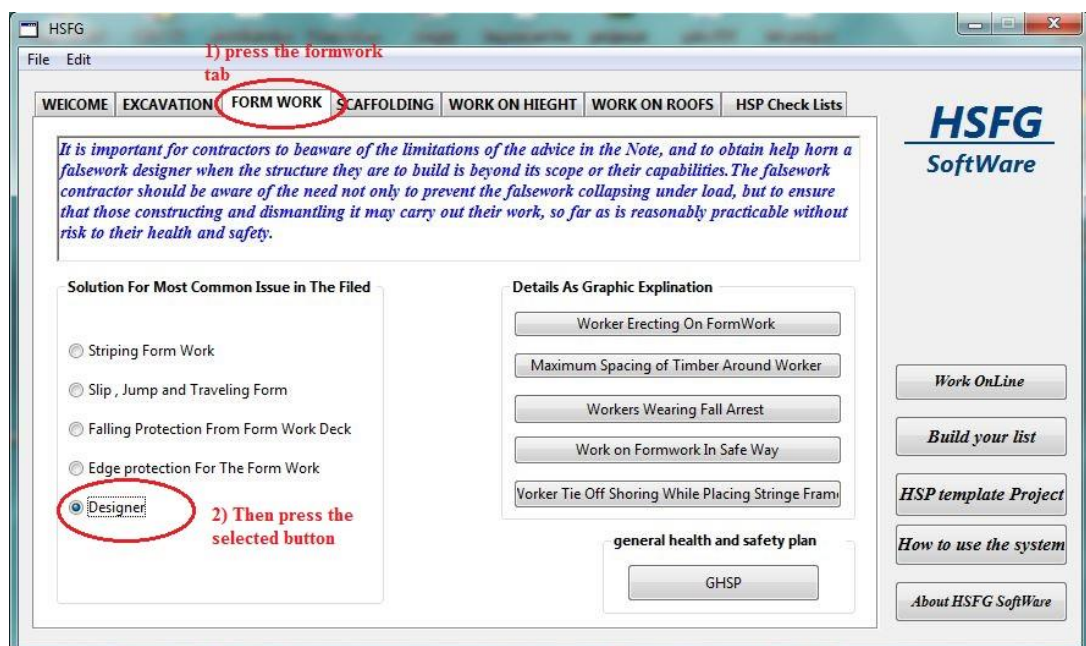 HSFG
File Edit
1) press the formwork
tab
WElCOME EXCAVATION FORM WORK SCAFFOLDING WORK ON HIEGHT WORK ON ROOFS HSP Check Lists
HSFG
SoftWare
It is important for contractors to beaware of the limitations of the advice in the Note, and to obtain help horn a
falsework designer when the structure they are to build is beyond its scope or their capabilities.The falsework
contractor should be aware of the need not only to prevent the falsework collapsing under load, but to ensure
that those constructing and dismantling it may carry out their work, so far as is reasonably practicable without
risk to their health and safety.
Solution For Most Common Issue in The Filed
Striping Form Work
Slip , Jump and Traveling Form
Falling Protection From Form Work Deck
Edge protection For The Form Work
Designer
2) Then press the
selected button
Details As Graphic Explination
Worker Erecting On FormWork
Maximum Spacing of Timber Around Worker
Workers Wearing Fall Arrest
Work on Formwork In Safe Way
Vorker Tie Off Shoring While Placing Stringe Frame
general health and safety plan
GHSP
Work OnLine
Build your list
HSP template Project
How to use the system
About HSFG SoftWare